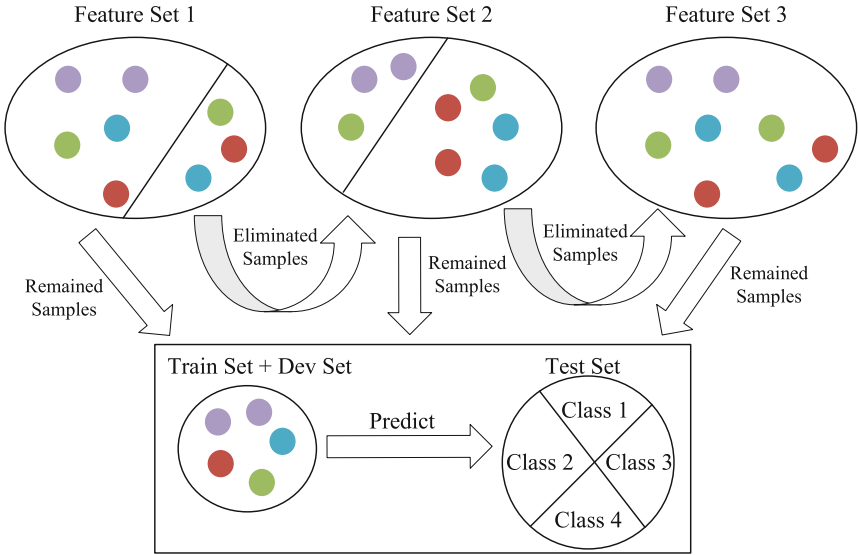 Feature Set 1
Feature Set 2
Feature Set 3
Eliminated
Samples
Eliminated
Samples
Remained
Samples
Remained
Samples
Remained
Samples
Train Set + Dev Set
Test Set
Predict
Class 1
Class 2
Class 3
Class 4